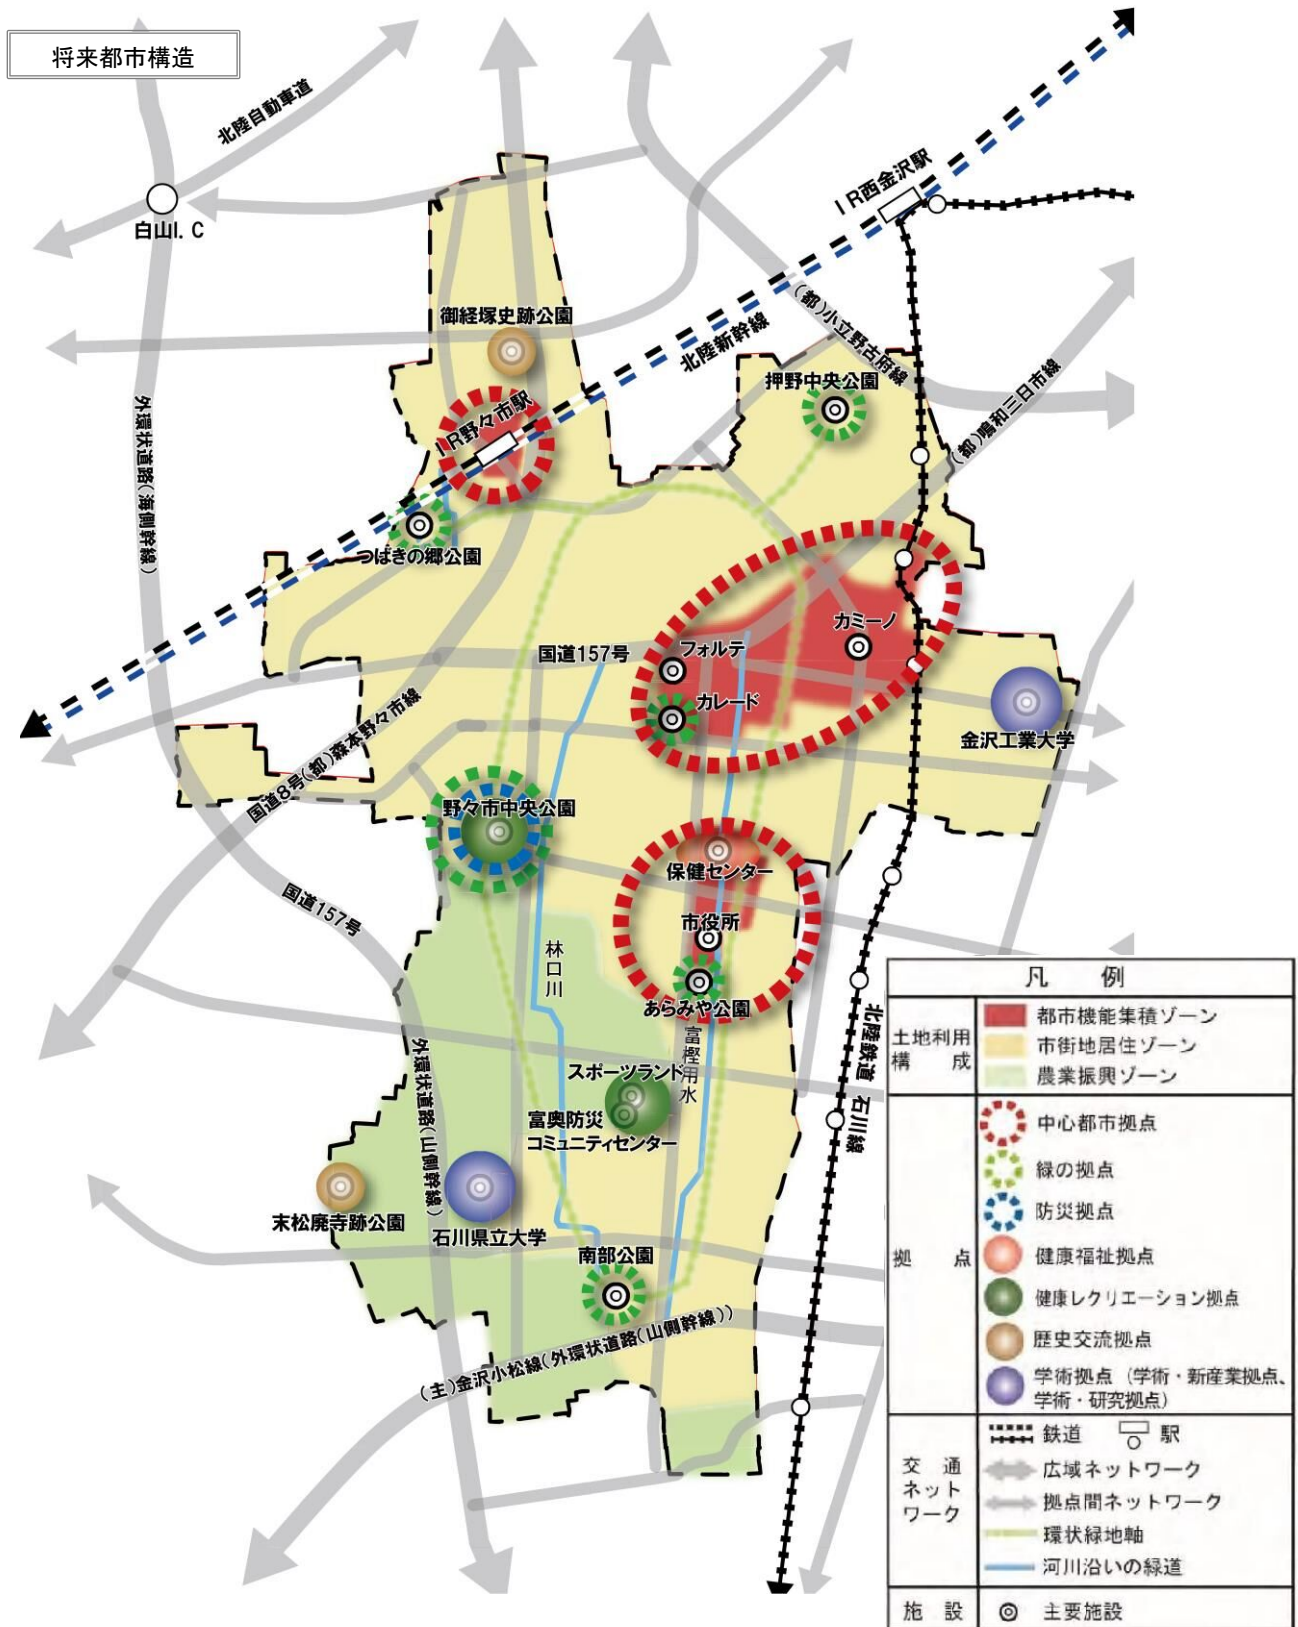 将来都市構造
北陸自動車道
白山I.C
IR西金沢駅
御経塚史跡公園
北陸新幹線
(都)小立野古府線
押野中央公園
(都)鳴和三日市線
IR野々市駅
外環状道路(海側幹線)
つばきの郷公園
カミーノ
国道157号
フォルテ
カレード
金沢工業大学
国道8号(都)森本野々市線
野々市中央公園
保健センター
国道157号
市役所
林口川
あらみや公園
富樫用水
北陸鉄道 石川線
外環状道路(山側幹線)
スポーツランド
富奥防災
コミュニティセンター
末松廃寺跡公園
石川県立大学
南部公園
(主)金沢小松線(外環状道路(山側幹線))
凡 例
土地利用
構 成
都市機能集積ゾーン
市街地居住ゾーン
農業振興ゾーン
拠 点
中心都市拠点
緑の拠点
防災拠点
健康福祉拠点
健康レクリエーション拠点
歴史交流拠点
学術拠点(学術・新産業拠点、
学術・研究拠点)
交 通
ネット
ワーク
鉄道 駅
広域ネットワーク
拠点間ネットワーク
環状緑地軸
河川沿いの緑道
施 設
主要施設